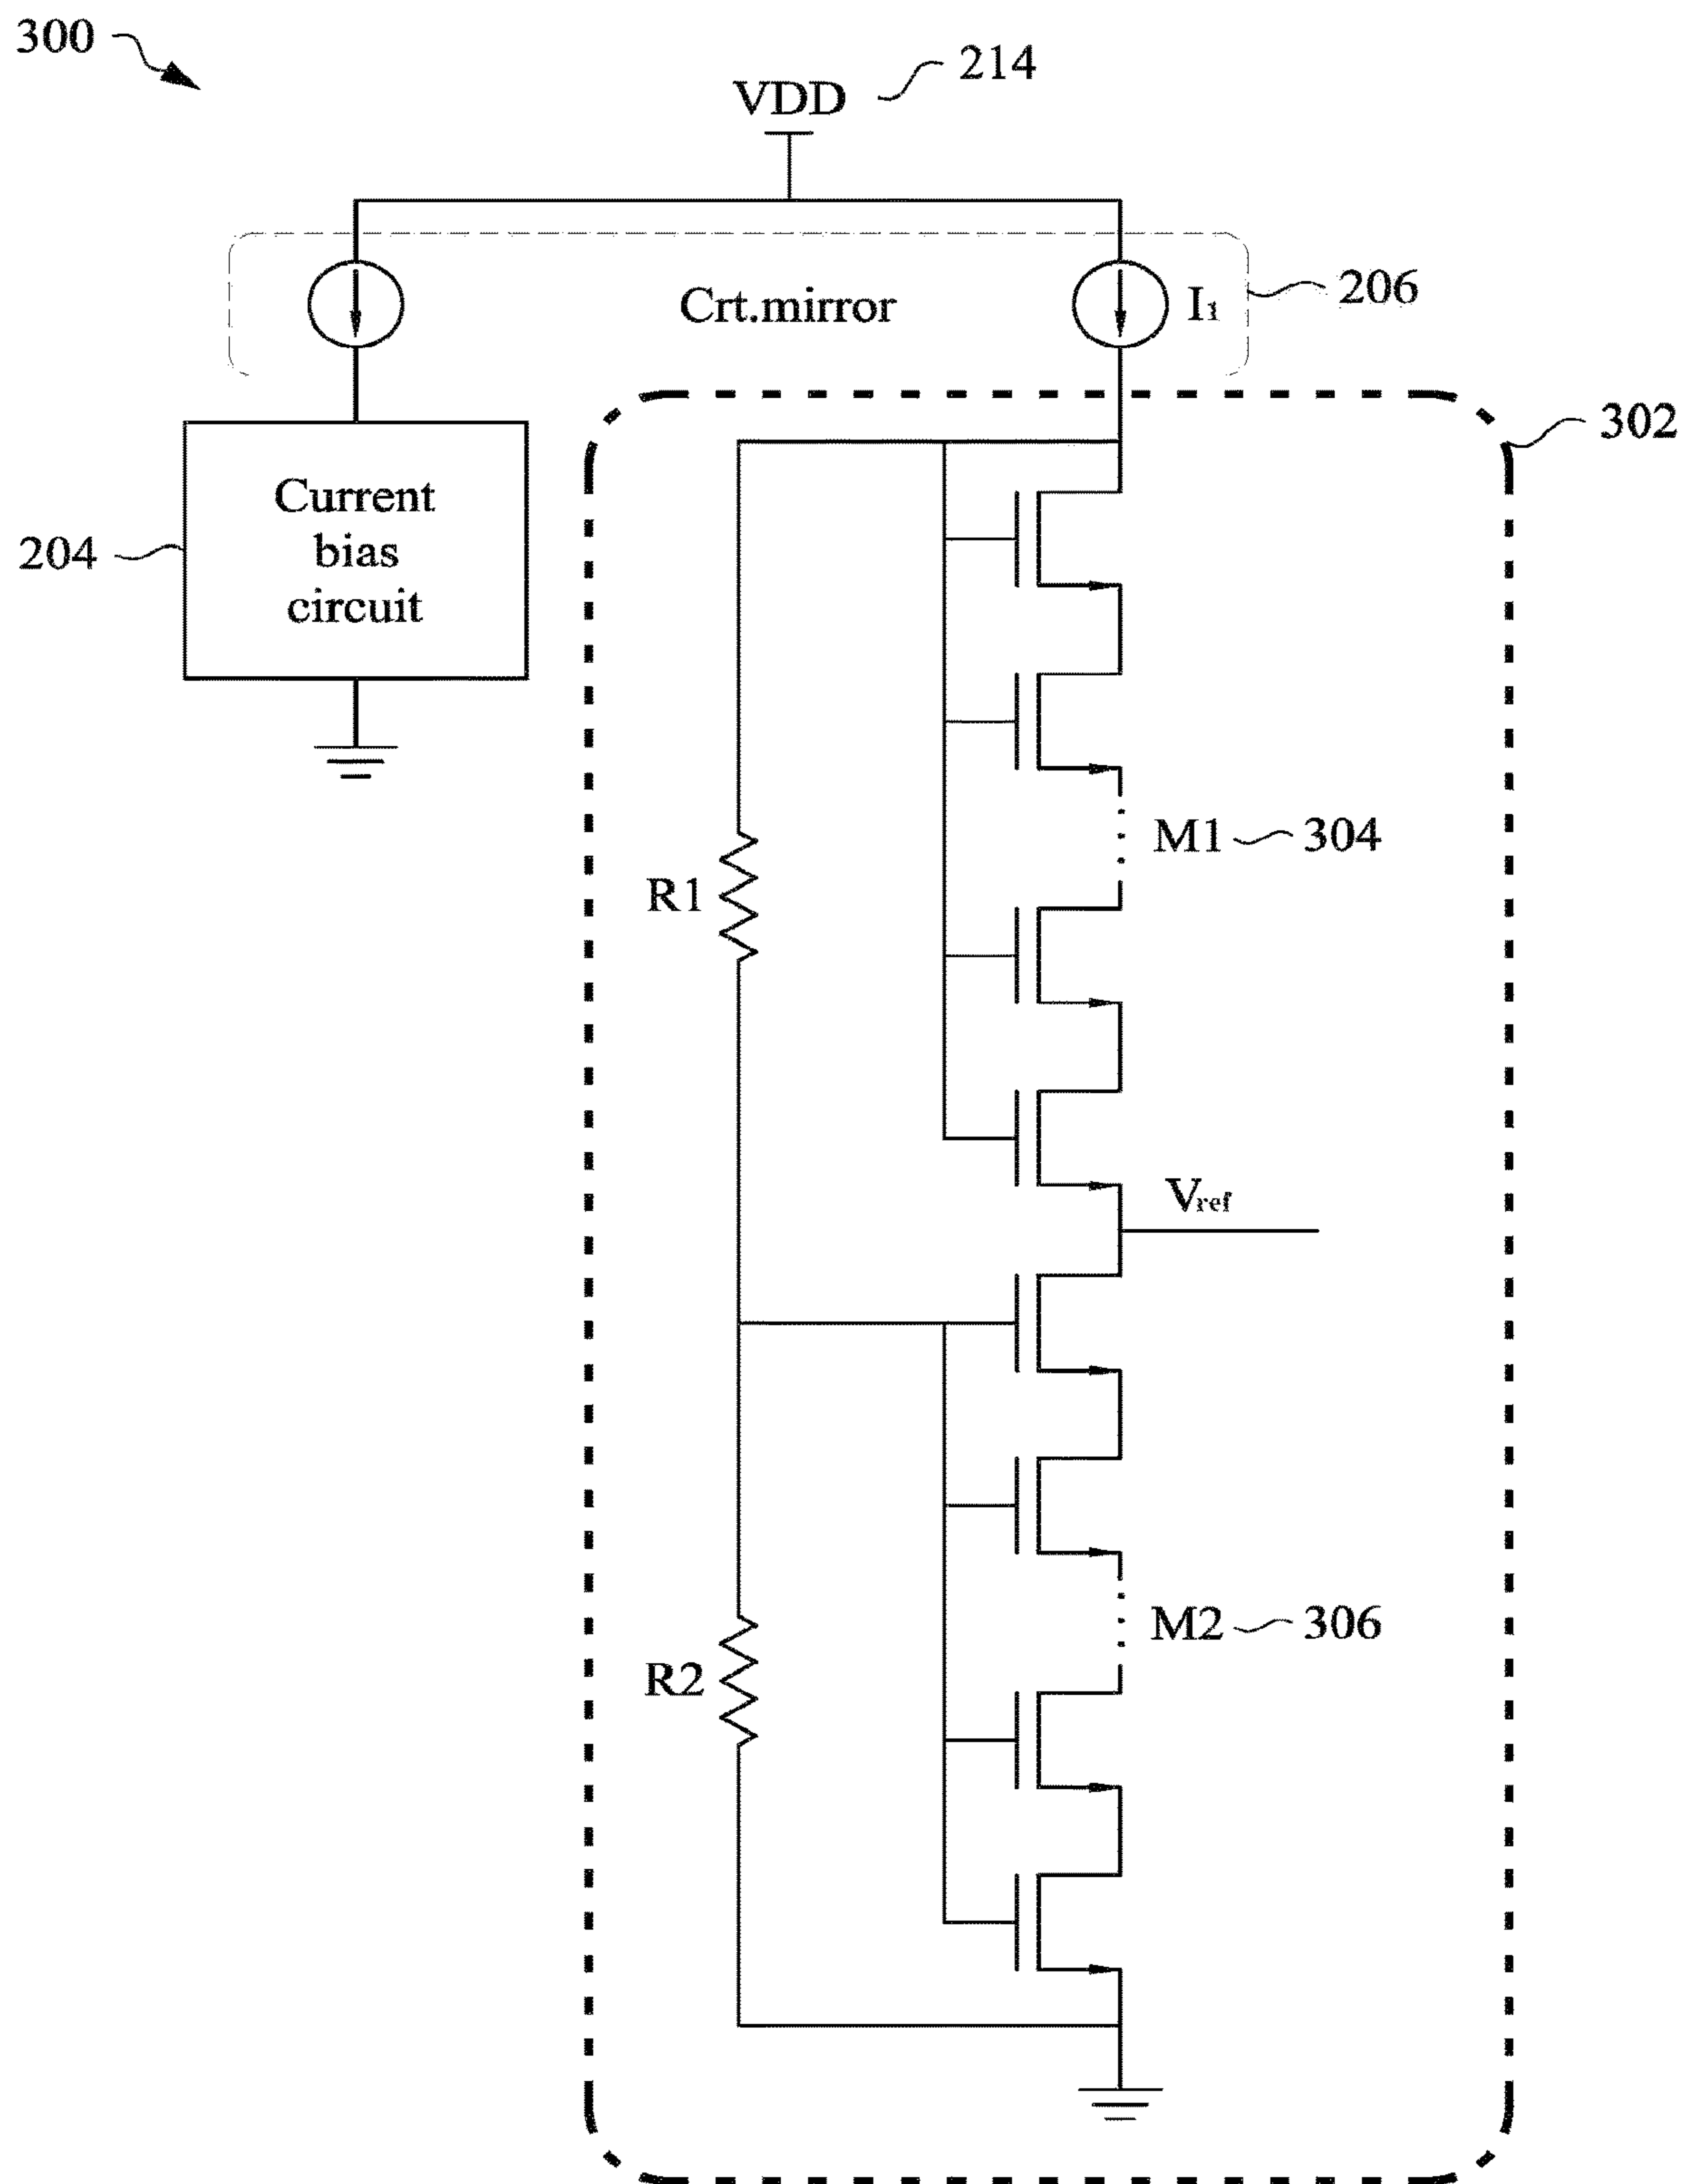 300
VDD
214
Crt.mirror
I1
206
302
Current
bias
circuit
204
M1
304
R1
Vref
M2
306
R2